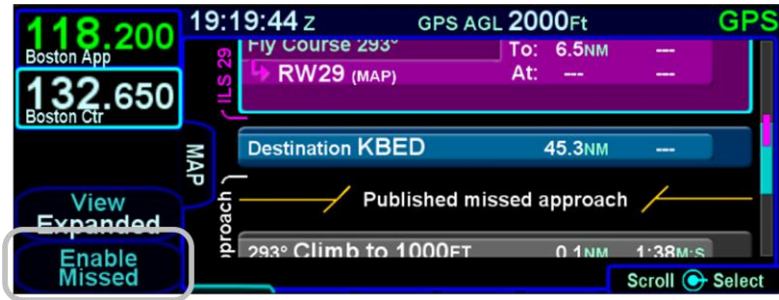 118.200
Boston App
132.650
Boston Ctr
19:19:44 Z GPS AGL 2000Ft GPS
ILS 29
Fly Course 293° To: 6.5NM ---
RW29 (MAP) At: --- ---
MAP
Destination KBED 45.3NM ---
Published missed approach
proach
293° Climb to 1000FT 0.1NM 1:38M:S
View
Expanded
Enable
Missed
Scroll Select